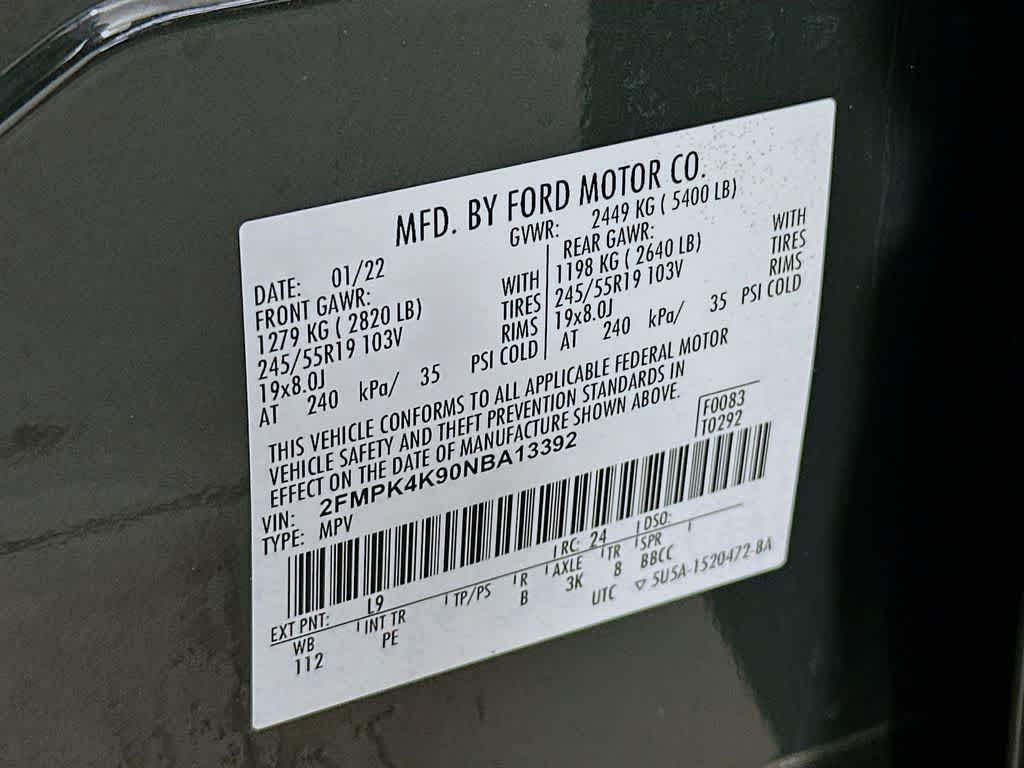 MFD. BY FORD MOTOR CO.
GVWR: 2449 KG ( 5400 LB)
DATE: 01/22
FRONT GAWR:
1279 KG ( 2820 LB) WITH
245/55R19 103V TIRES
19x8.0J RIMS
AT 240 kPa/ 35 PSI COLD
REAR GAWR:
1198 KG ( 2640 LB) WITH
245/55R19 103V TIRES
19x8.0J RIMS
AT 240 kPa/ 35 PSI COLD
THIS VEHICLE CONFORMS TO ALL APPLICABLE FEDERAL MOTOR
VEHICLE SAFETY AND THEFT PREVENTION STANDARDS IN
EFFECT ON THE DATE OF MANUFACTURE SHOWN ABOVE.
F0083
T0292
VIN: 2FMPK4K90NBA13392
TYPE: MPV
EXT PNT: L9 RC: 24 DSO:
WB INT TR TP/PS R AXLE TR SPR
112 PE B 3K 8 BBCC
UTC ▽ 5U5A-1520472-BA